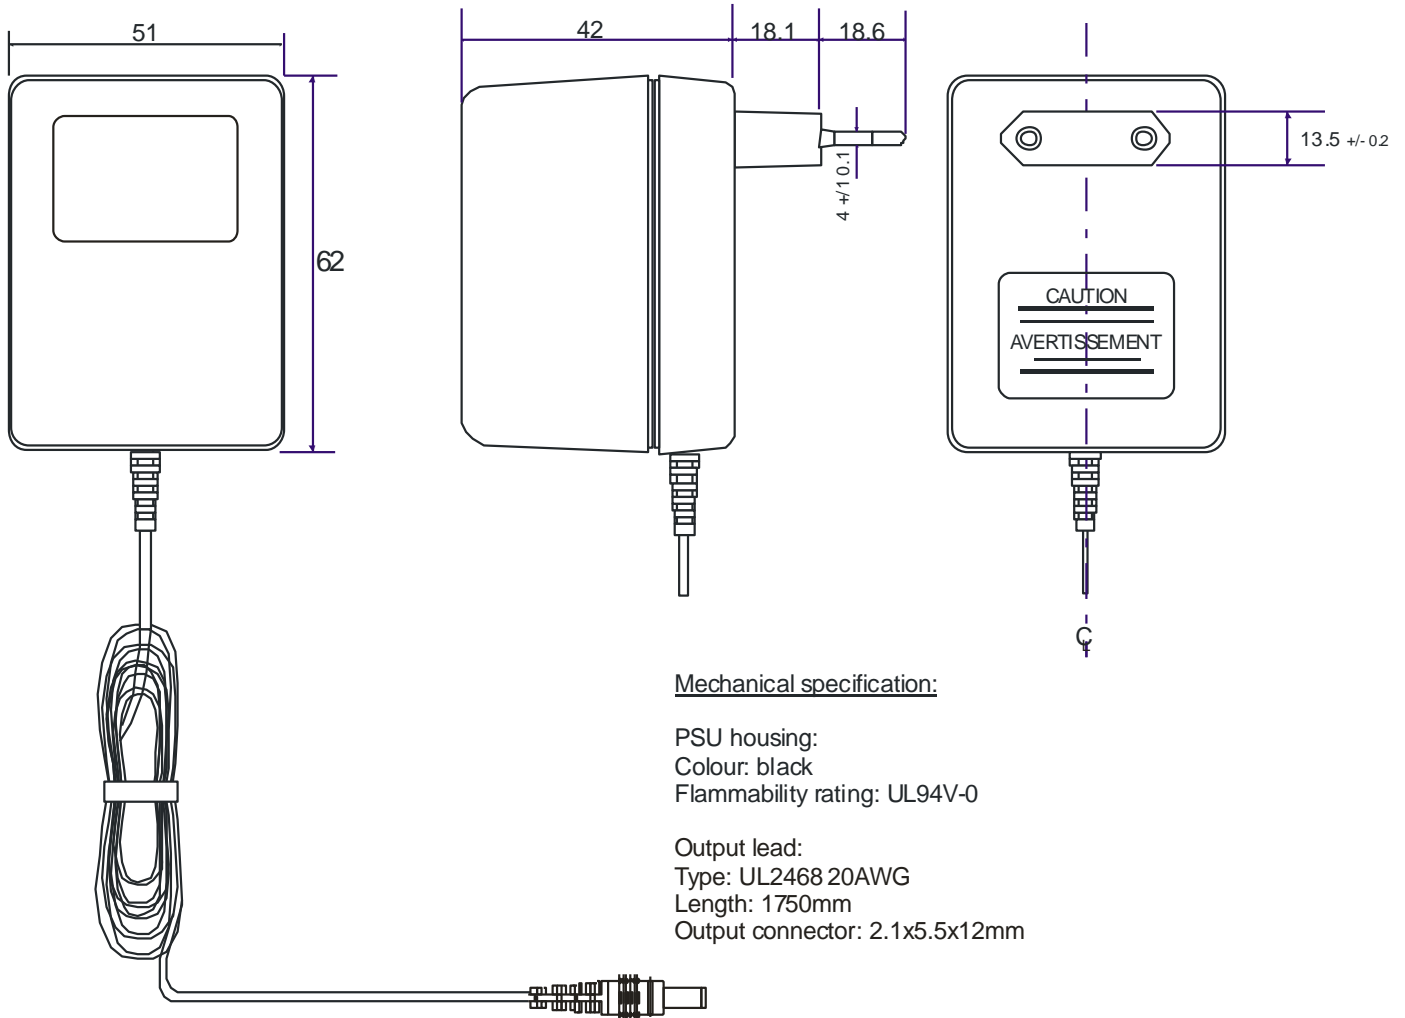 51
42
18.1
18.6
62
4 +/1 0.1
13.5 +/- 0.2
CAUTION
AVERTISSEMENT
CL
Mechanical specification:
PSU housing:
Colour: black
Flammability rating: UL94V-0
Output lead:
Type: UL2468 20AWG
Length: 1750mm
Output connector: 2.1x5.5x12mm